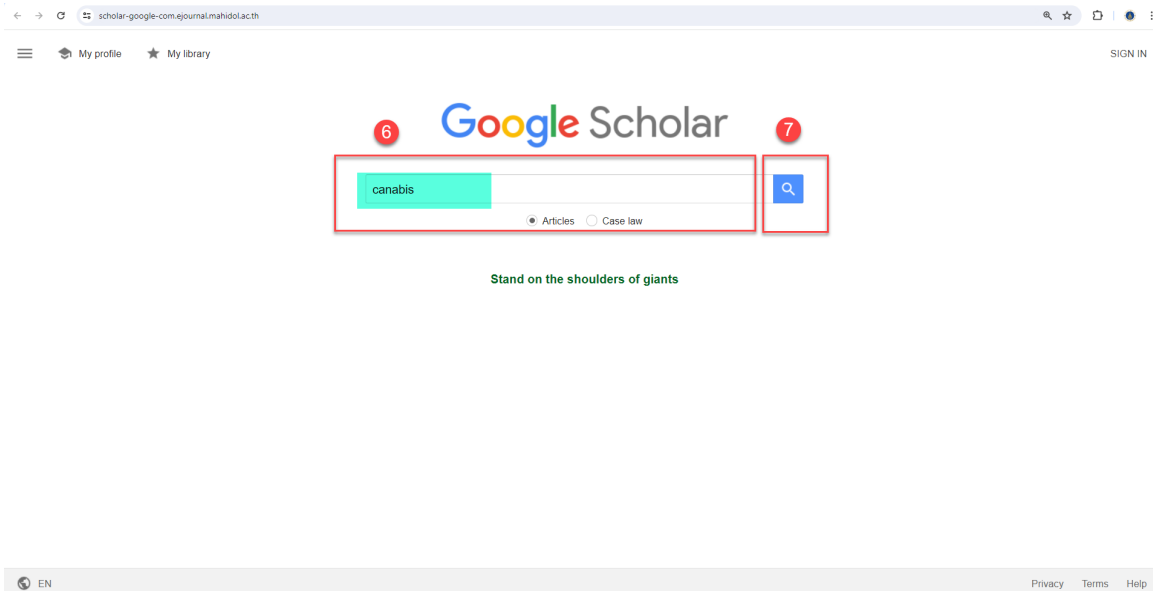 scholar-google-com.ejournal.mahidol.ac.th
My profile My library SIGN IN
Google Scholar
6 7
canabis
Articles Case law
Stand on the shoulders of giants
EN Privacy Terms Help